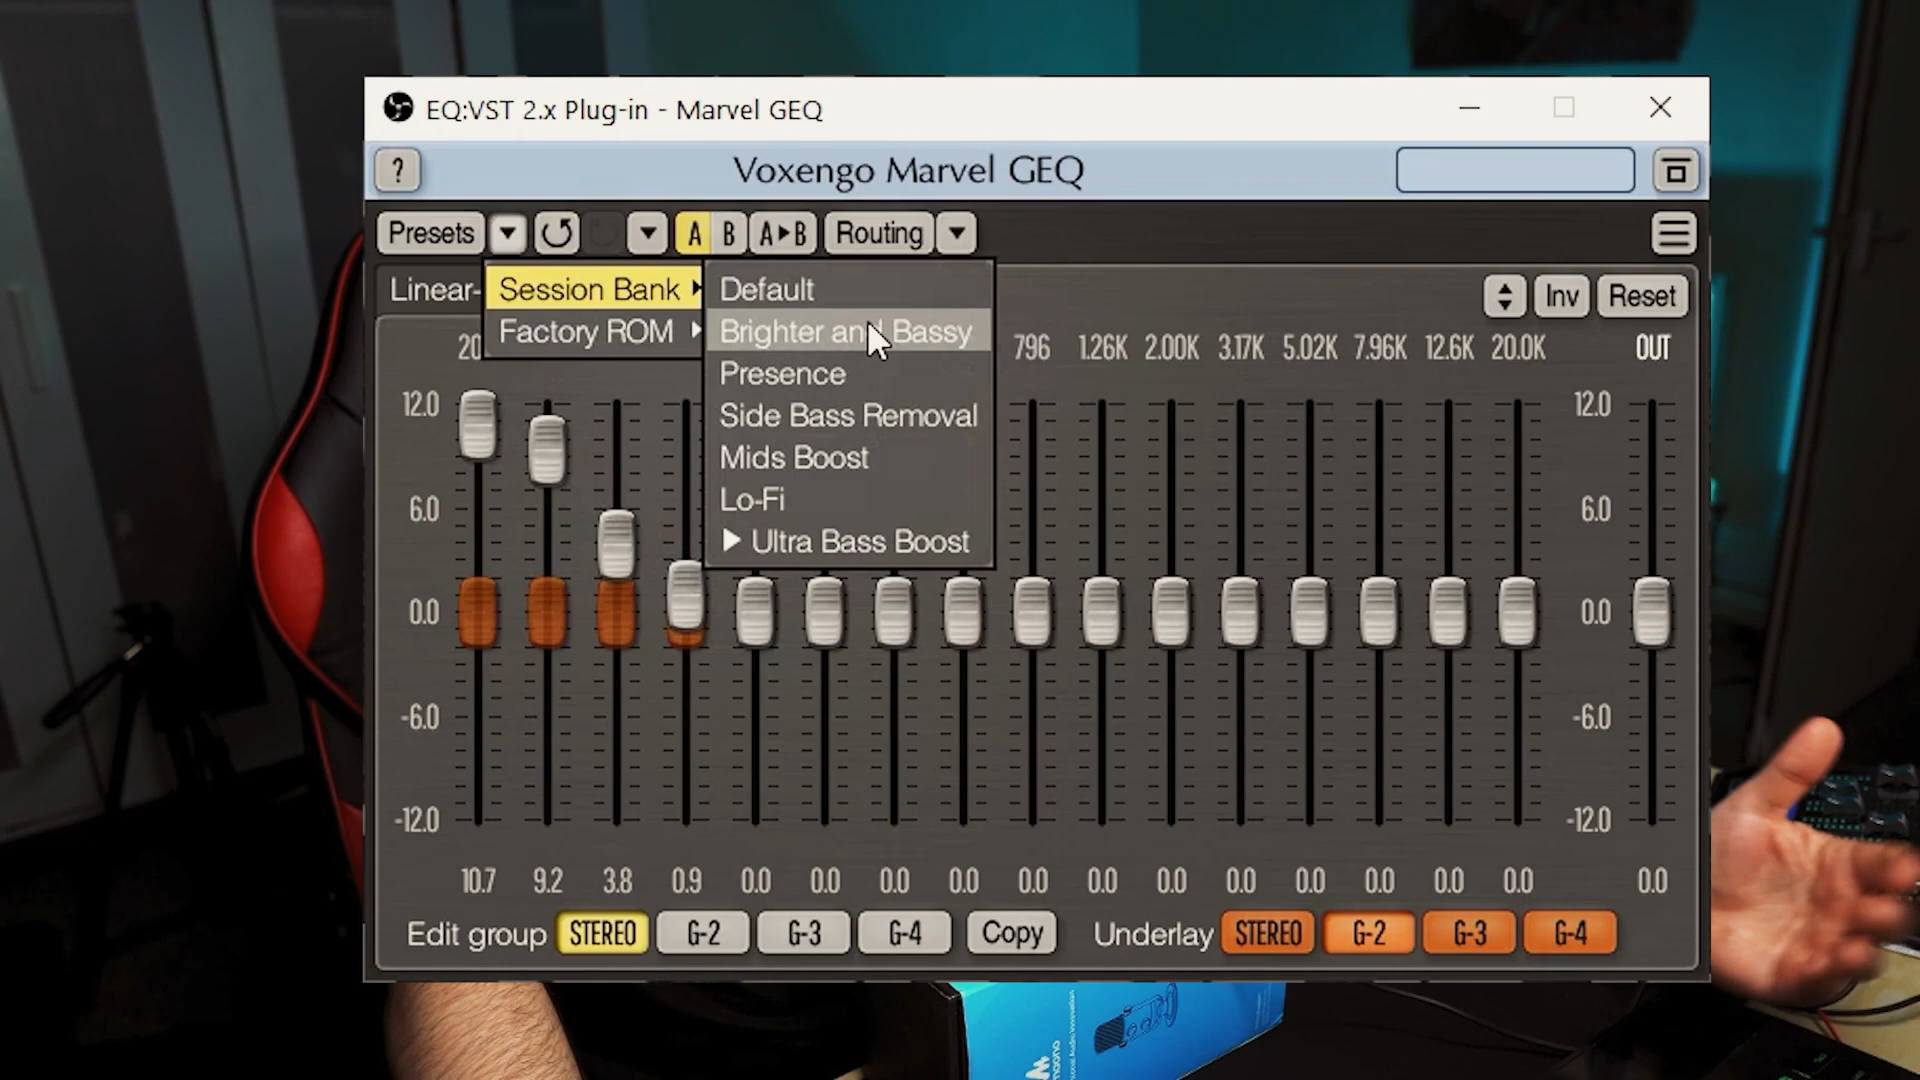 EQ:VST 2.x Plug-in - Marvel GEQ
?
Voxengo Marvel GEQ
Presets A B A▸B Routing
Linear-
Session Bank
Factory ROM
Default
Brighter and Bassy
Presence
Side Bass Removal
Mids Boost
Lo-Fi
Ultra Bass Boost
Inv Reset
20 796 1.26K 2.00K 3.17K 5.02K 7.96K 12.6K 20.0K OUT
12.0 12.0
6.0 6.0
0.0 0.0
-6.0 -6.0
-12.0 -12.0
10.7 9.2 3.8 0.9 0.0 0.0 0.0 0.0 0.0 0.0 0.0 0.0 0.0 0.0 0.0 0.0 0.0
Edit group STEREO G-2 G-3 G-4 Copy Underlay STEREO G-2 G-3 G-4
maono